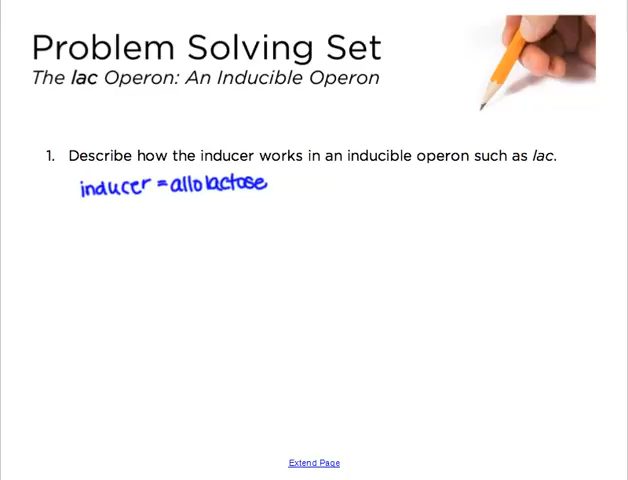 Problem Solving Set
The lac Operon: An Inducible Operon
1. Describe how the inducer works in an inducible operon such as lac.
inducer = allolactose
Extend Page